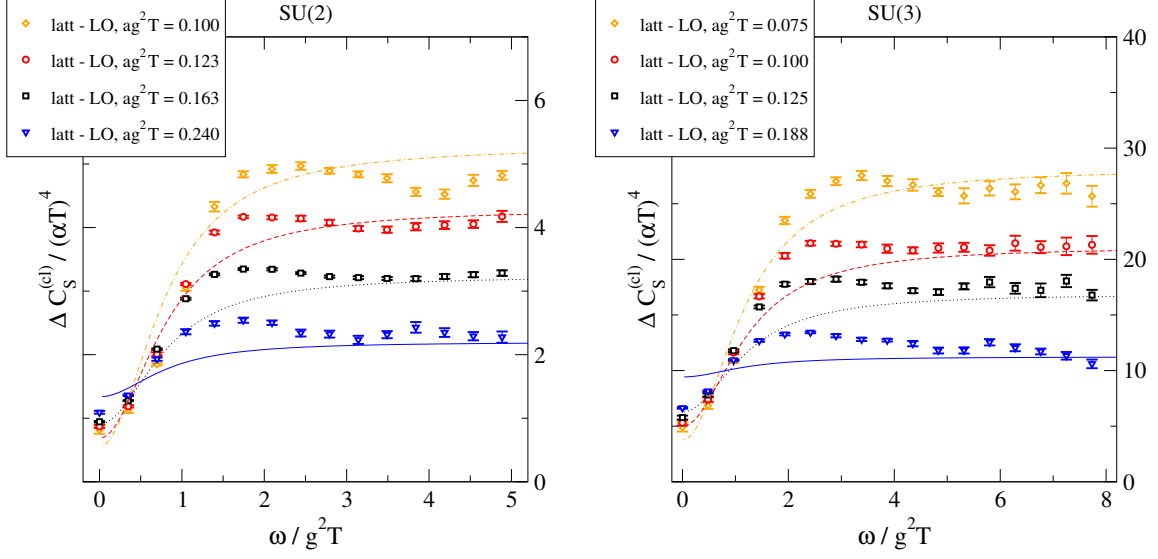 SU(2)
latt - LO, ag²T = 0.100
latt - LO, ag²T = 0.123
latt - LO, ag²T = 0.163
latt - LO, ag²T = 0.240
Δ C_S^(cl) / (αT)⁴
6
4
2
0
0 1 2 3 4 5
ω / g²T
SU(3)
latt - LO, ag²T = 0.075
latt - LO, ag²T = 0.100
latt - LO, ag²T = 0.125
latt - LO, ag²T = 0.188
Δ C_S^(cl) / (αT)⁴
40
30
20
10
0
0 2 4 6 8
ω / g²T